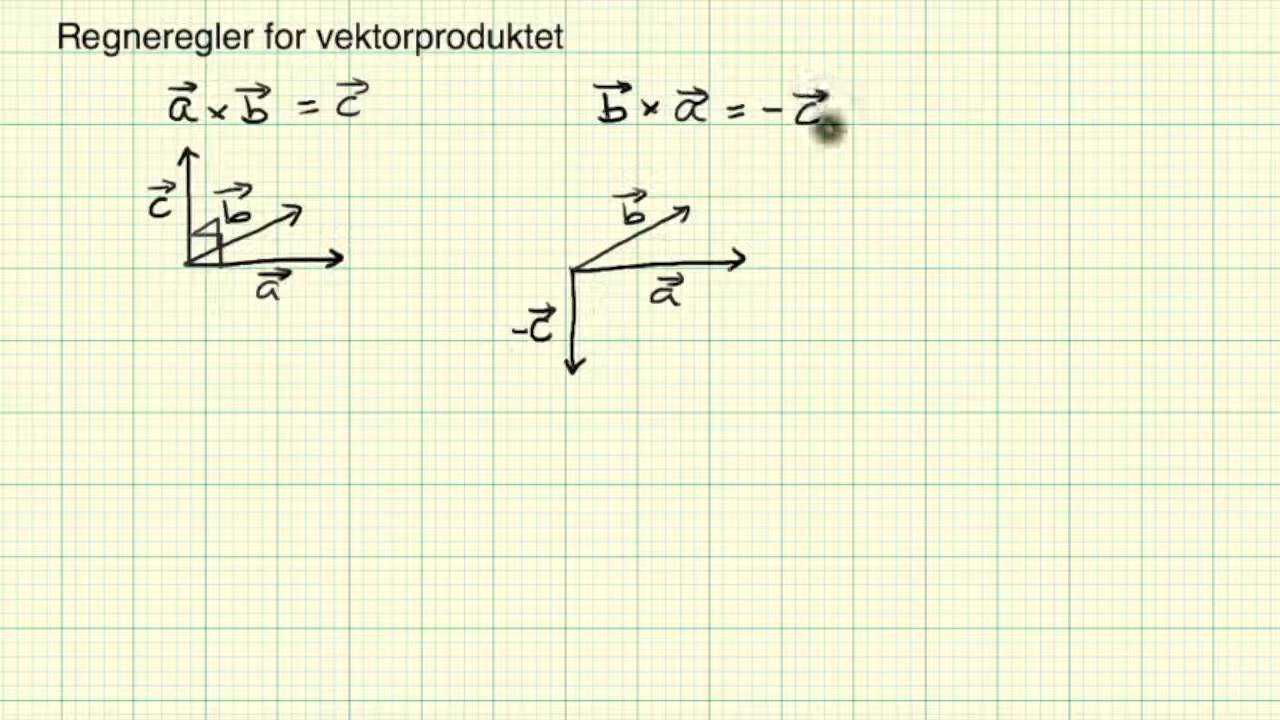 Regneregler for vektorproduktet
a⃗ × b⃗ = c⃗
b⃗ × a⃗ = -c⃗
c⃗
b⃗
a⃗
b⃗
a⃗
-c⃗